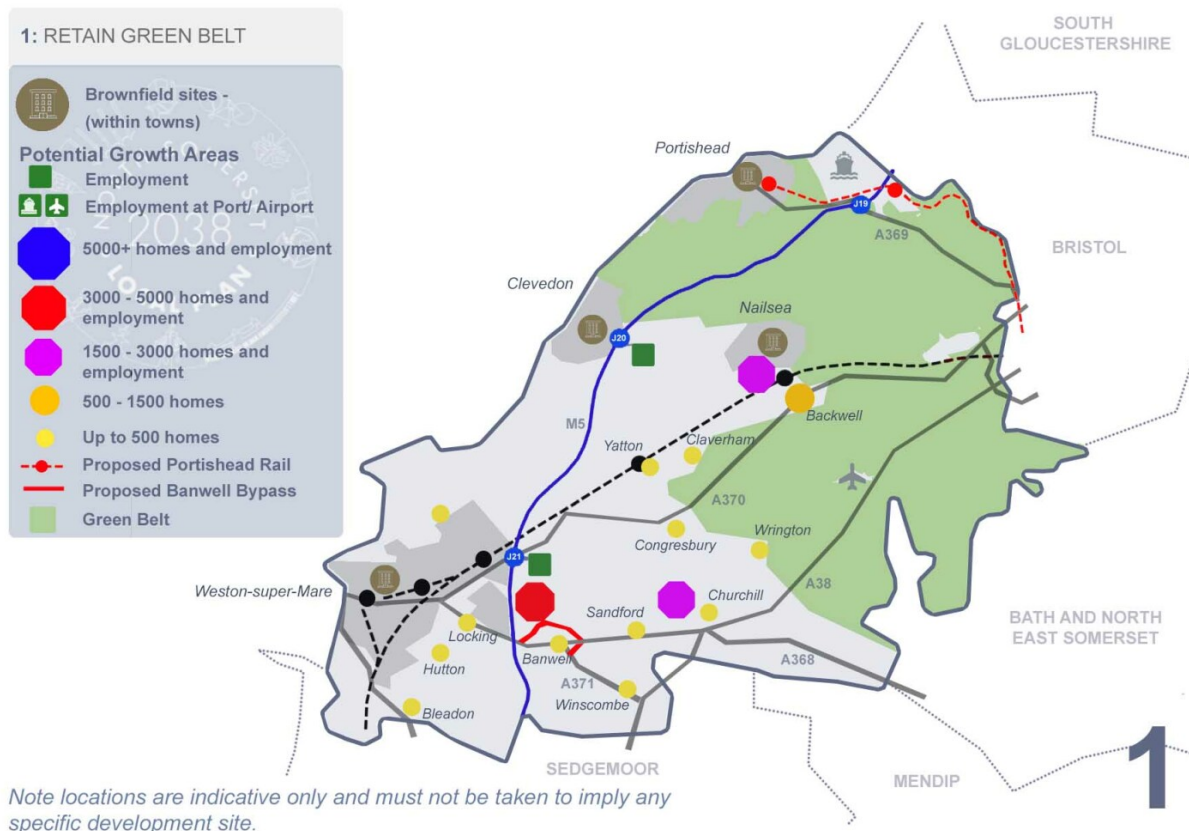 1: RETAIN GREEN BELT
Brownfield sites -
(within towns)
Potential Growth Areas
Employment
Employment at Port/ Airport
5000+ homes and employment
3000 - 5000 homes and
employment
1500 - 3000 homes and
employment
500 - 1500 homes
Up to 500 homes
Proposed Portishead Rail
Proposed Banwell Bypass
Green Belt
2038
LOCAL PLAN
SOUTH
GLOUCESTERSHIRE
Portishead
J19
A369
BRISTOL
Clevedon
Nailsea
J20
M5
Backwell
Yatton
Claverham
A370
Congresbury
Wrington
J21
A38
Weston-super-Mare
Churchill
Sandford
Locking
BATH AND NORTH
EAST SOMERSET
Hutton
Banwell
A368
A371
Winscombe
Bleadon
SEDGEMOOR
MENDIP
1
Note locations are indicative only and must not be taken to imply any
specific development site.